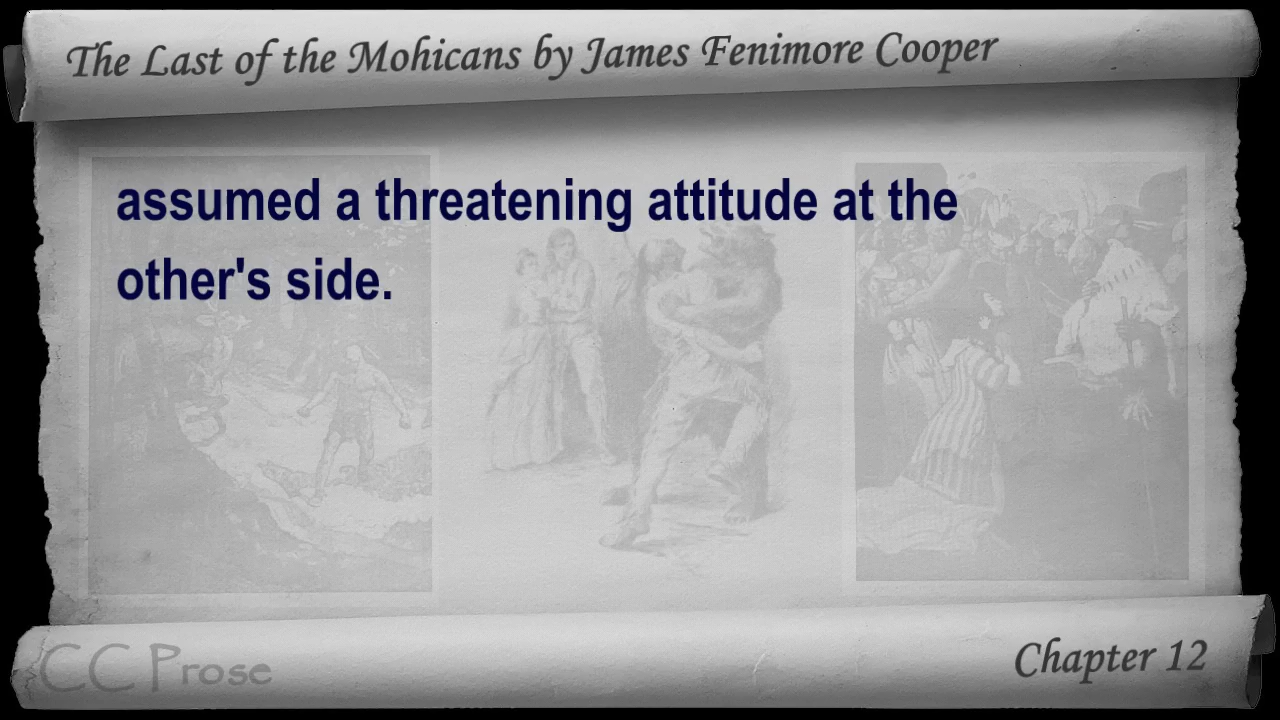 The Last of the Mohicans by James Fenimore Cooper
assumed a threatening attitude at the
other's side.
CC Prose
Chapter 12